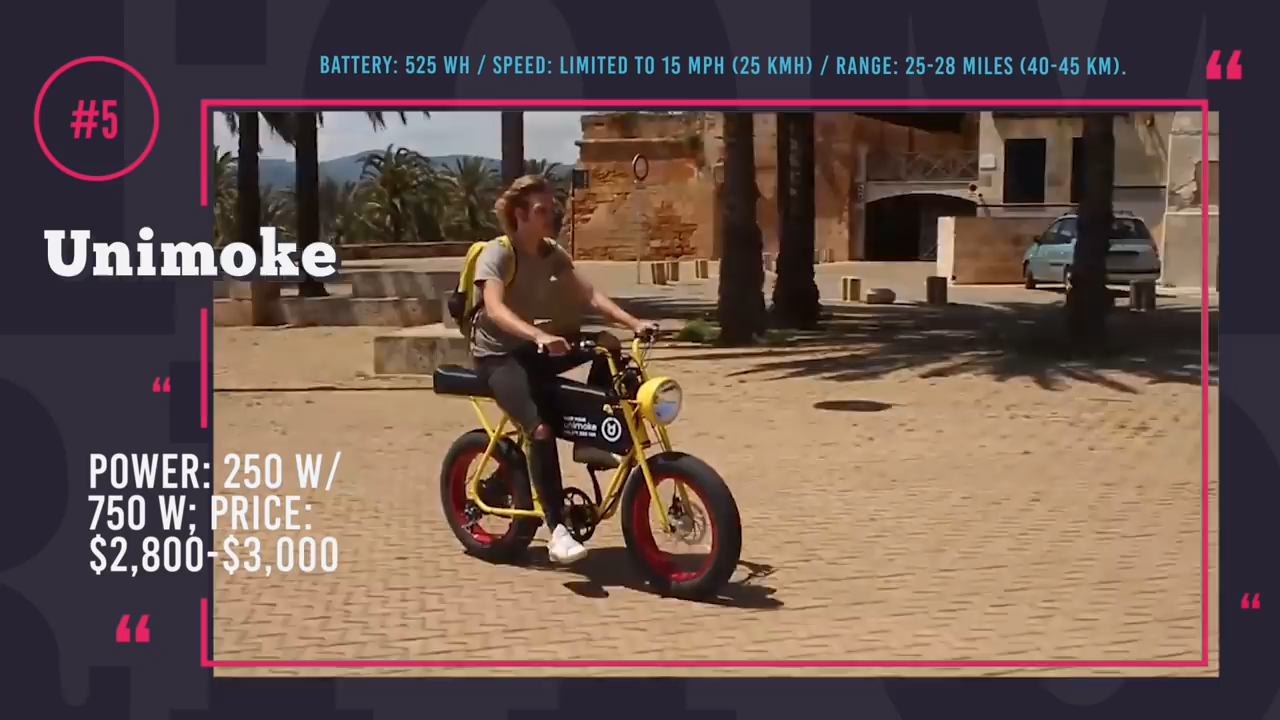 BATTERY: 525 WH / SPEED: LIMITED TO 15 MPH (25 KMH) / RANGE: 25-28 MILES (40-45 KM).
#5
Unimoke
unimoke
POWER: 250 W/
750 W; PRICE:
$2,800-$3,000